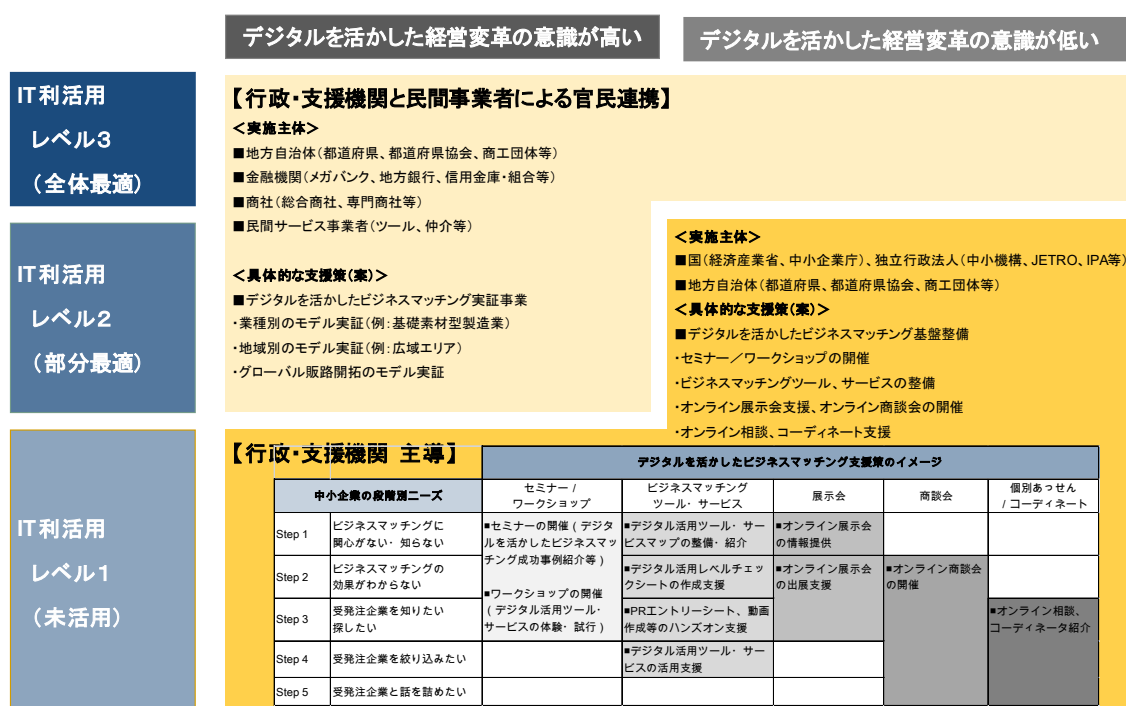 デジタルを活かした経営変革の意識が高い
デジタルを活かした経営変革の意識が低い
IT利活用
レベル3
（全体最適）
IT利活用
レベル2
（部分最適）
IT利活用
レベル1
（未活用）
【行政・支援機関と民間事業者による官民連携】
＜実施主体＞
■地方自治体（都道府県、都道府県協会、商工団体等）
■金融機関（メガバンク、地方銀行、信用金庫・組合等）
■商社（総合商社、専門商社等）
■民間サービス事業者（ツール、仲介等）
＜具体的な支援策（案）＞
■デジタルを活かしたビジネスマッチング実証事業
・業種別のモデル実証（例：基礎素材型製造業）
・地域別のモデル実証（例：広域エリア）
・グローバル販路開拓のモデル実証
＜実施主体＞
■国（経済産業省、中小企業庁）、独立行政法人（中小機構、JETRO、IPA等）
■地方自治体（都道府県、都道府県協会、商工団体等）
＜具体的な支援策（案）＞
■デジタルを活かしたビジネスマッチング基盤整備
・セミナー／ワークショップの開催
・ビジネスマッチングツール、サービスの整備
・オンライン展示会支援、オンライン商談会の開催
・オンライン相談、コーディネート支援
【行政・支援機関 主導】
デジタルを活かしたビジネスマッチング支援策のイメージ
中小企業の段階別ニーズ
セミナー /
ワークショップ
ビジネスマッチング
ツール・サービス
展示会
商談会
個別あっせん
/ コーディネート
Step 1
ビジネスマッチングに
関心がない・知らない
■セミナーの開催（デジタ
ルを活かしたビジネスマッ
チング成功事例紹介等）
■ワークショップの開催
（デジタル活用ツール・
サービスの体験・試行）
■デジタル活用ツール・サー
ビスマップの整備・紹介
■オンライン展示会
の情報提供
Step 2
ビジネスマッチングの
効果がわからない
■デジタル活用レベルチェッ
クシートの作成支援
■オンライン展示会
の出展支援
■オンライン商談会
の開催
Step 3
受発注企業を知りたい
探したい
■PRエントリーシート、動画
作成等のハンズオン支援
■オンライン相談、
コーディネータ紹介
Step 4
受発注企業を絞り込みたい
■デジタル活用ツール・サー
ビスの活用支援
Step 5
受発注企業と話を詰めたい